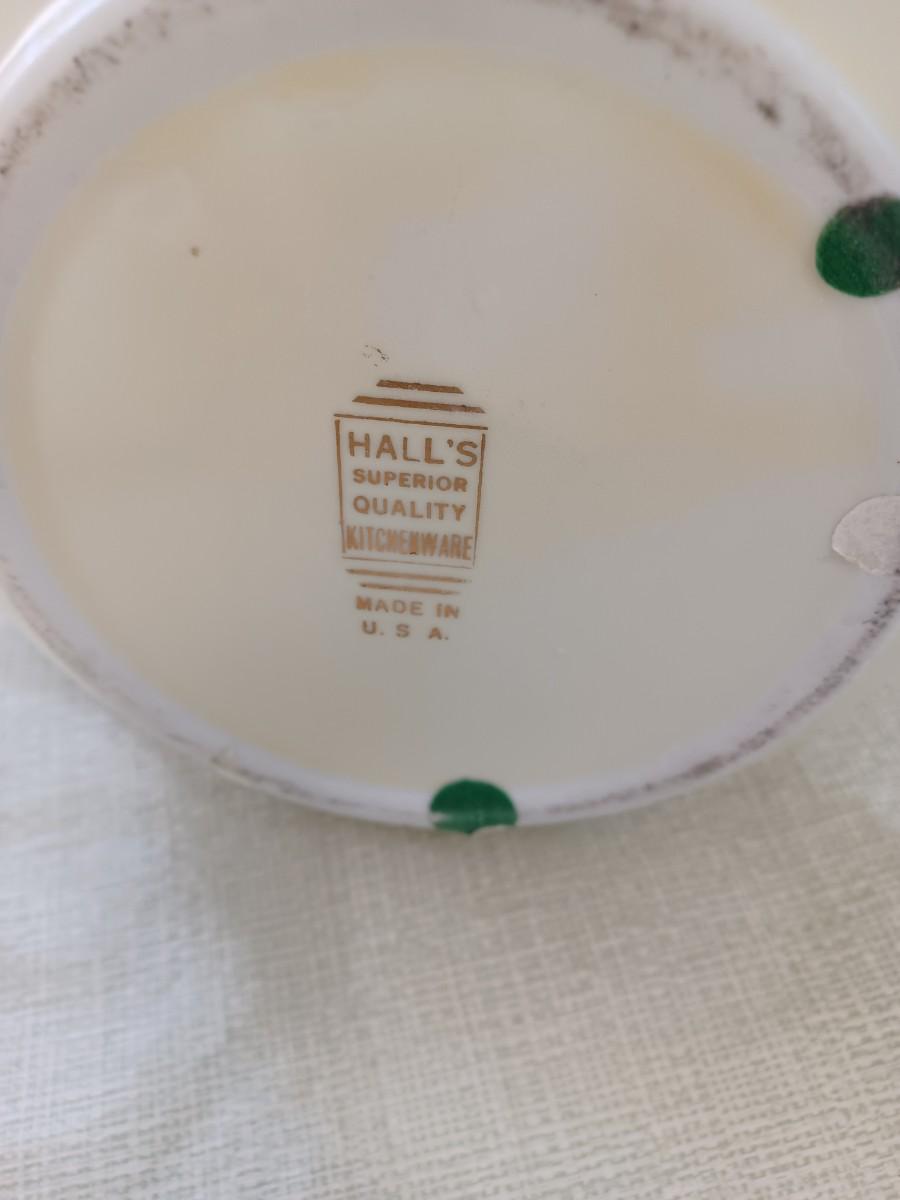 HALL'S
SUPERIOR
QUALITY
KITCHENWARE
MADE IN
U. S A.